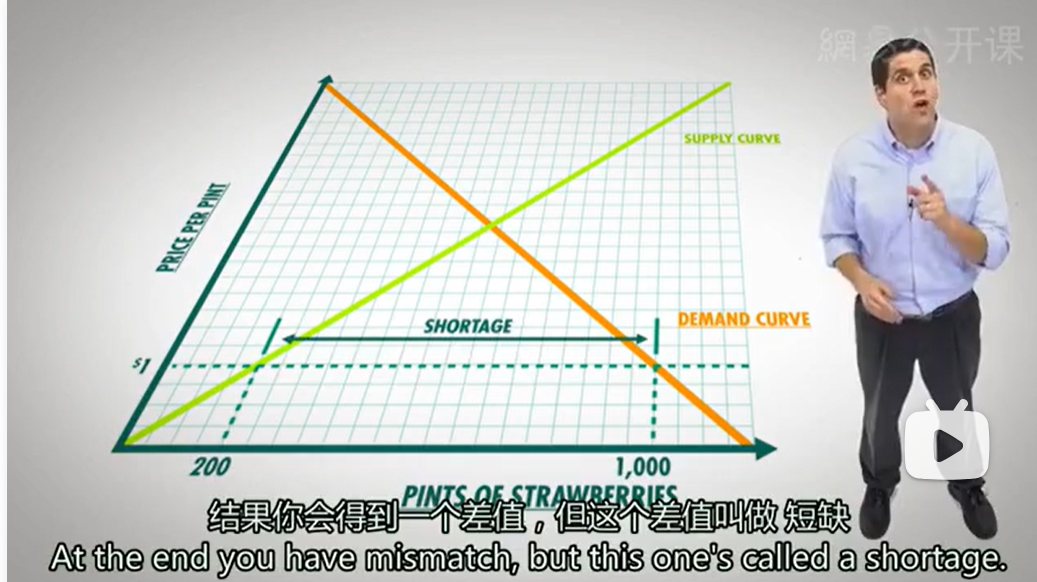 網易公开课
SUPPLY CURVE
PRICE PER PINT
SHORTAGE
DEMAND CURVE
$1
200
1,000
PINTS OF STRAWBERRIES
结果你会得到一个差值，但这个差值叫做 短缺
At the end you have mismatch, but this one's called a shortage.